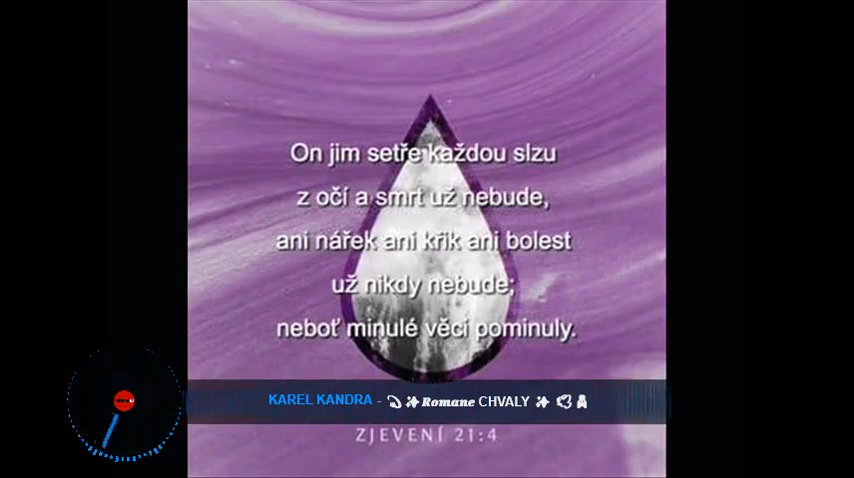 On jim setře každou slzu
z očí a smrt už nebude,
ani nářek ani křik ani bolest
už nikdy nebude;
neboť minulé věci pominuly.
KAREL KANDRA - Romane CHVALY
ZJEVENÍ 21:4